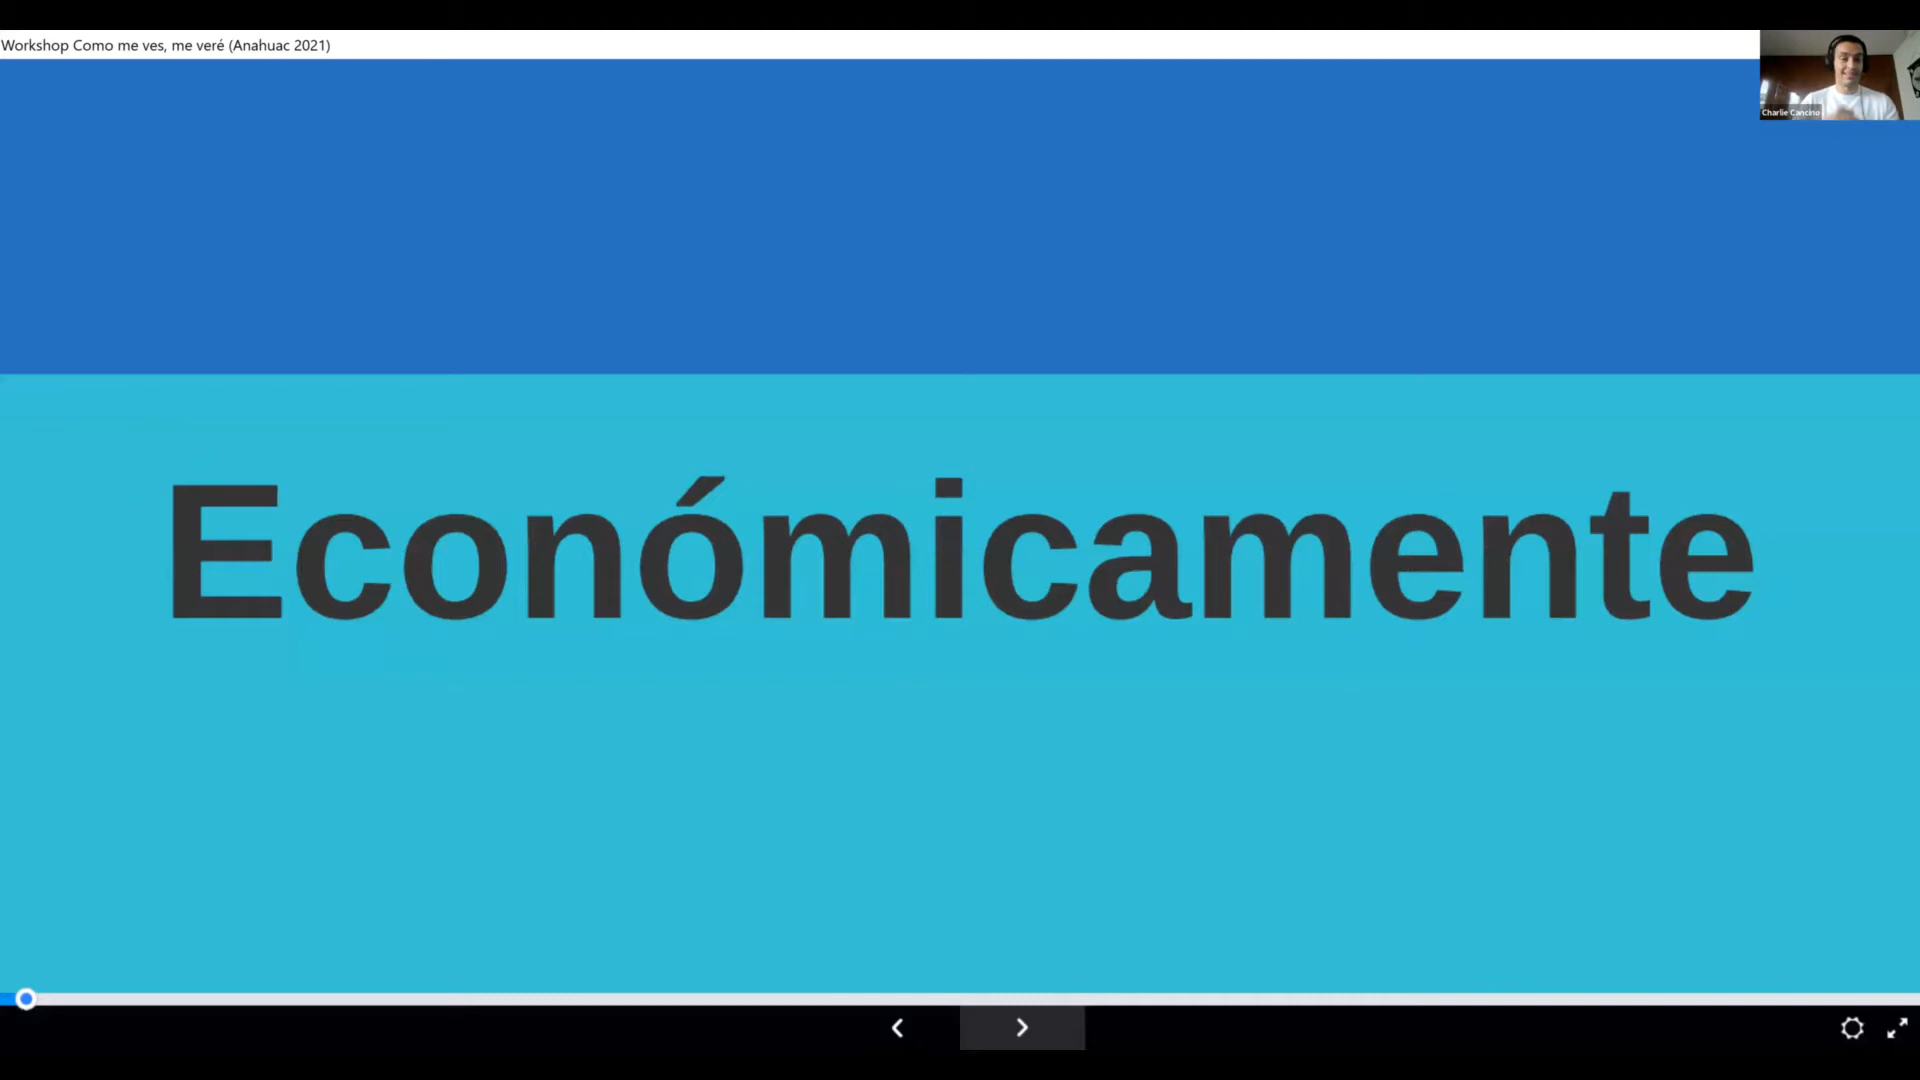 Workshop Como me ves, me veré (Anahuac 2021)
Charlie Cancino
Económicamente